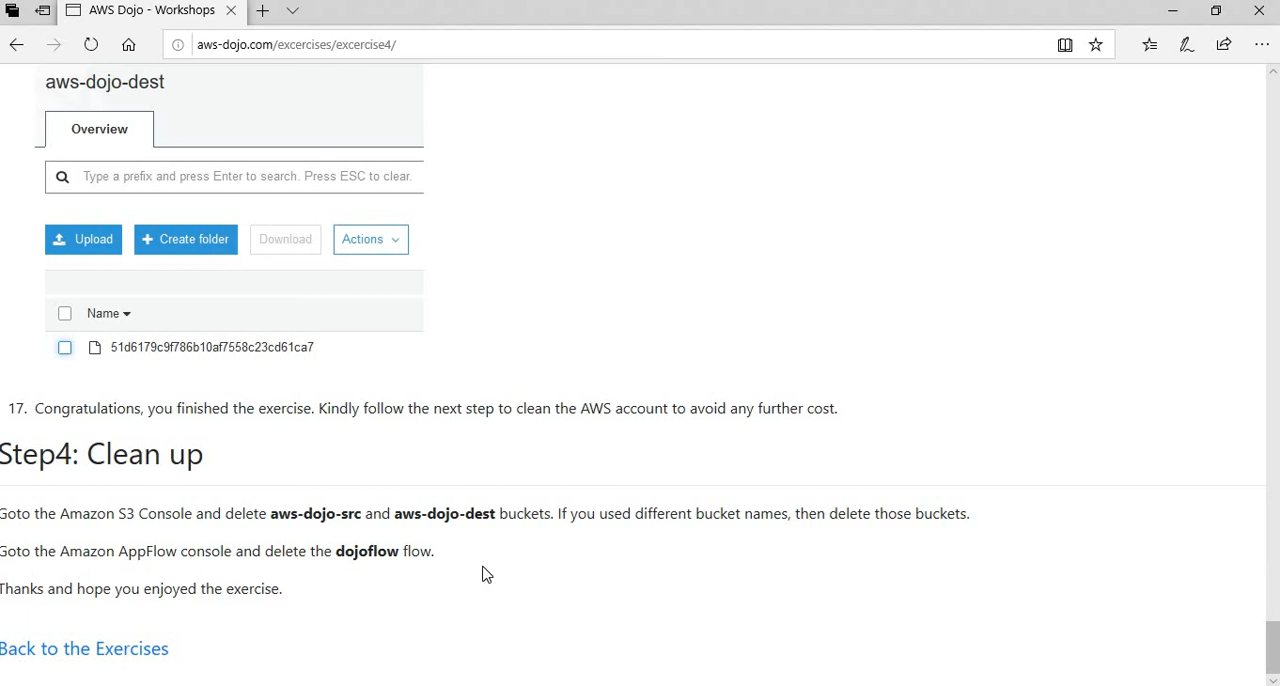 AWS Dojo - Workshops
aws-dojo.com/excercises/excercise4/
aws-dojo-dest
Overview
Type a prefix and press Enter to search. Press ESC to clear.
Upload
Create folder
Download
Actions
Name
51d6179c9f786b10af7558c23cd61ca7
17. Congratulations, you finished the exercise. Kindly follow the next step to clean the AWS account to avoid any further cost.
Step4: Clean up
Goto the Amazon S3 Console and delete aws-dojo-src and aws-dojo-dest buckets. If you used different bucket names, then delete those buckets.
Goto the Amazon AppFlow console and delete the dojoflow flow.
Thanks and hope you enjoyed the exercise.
Back to the Exercises